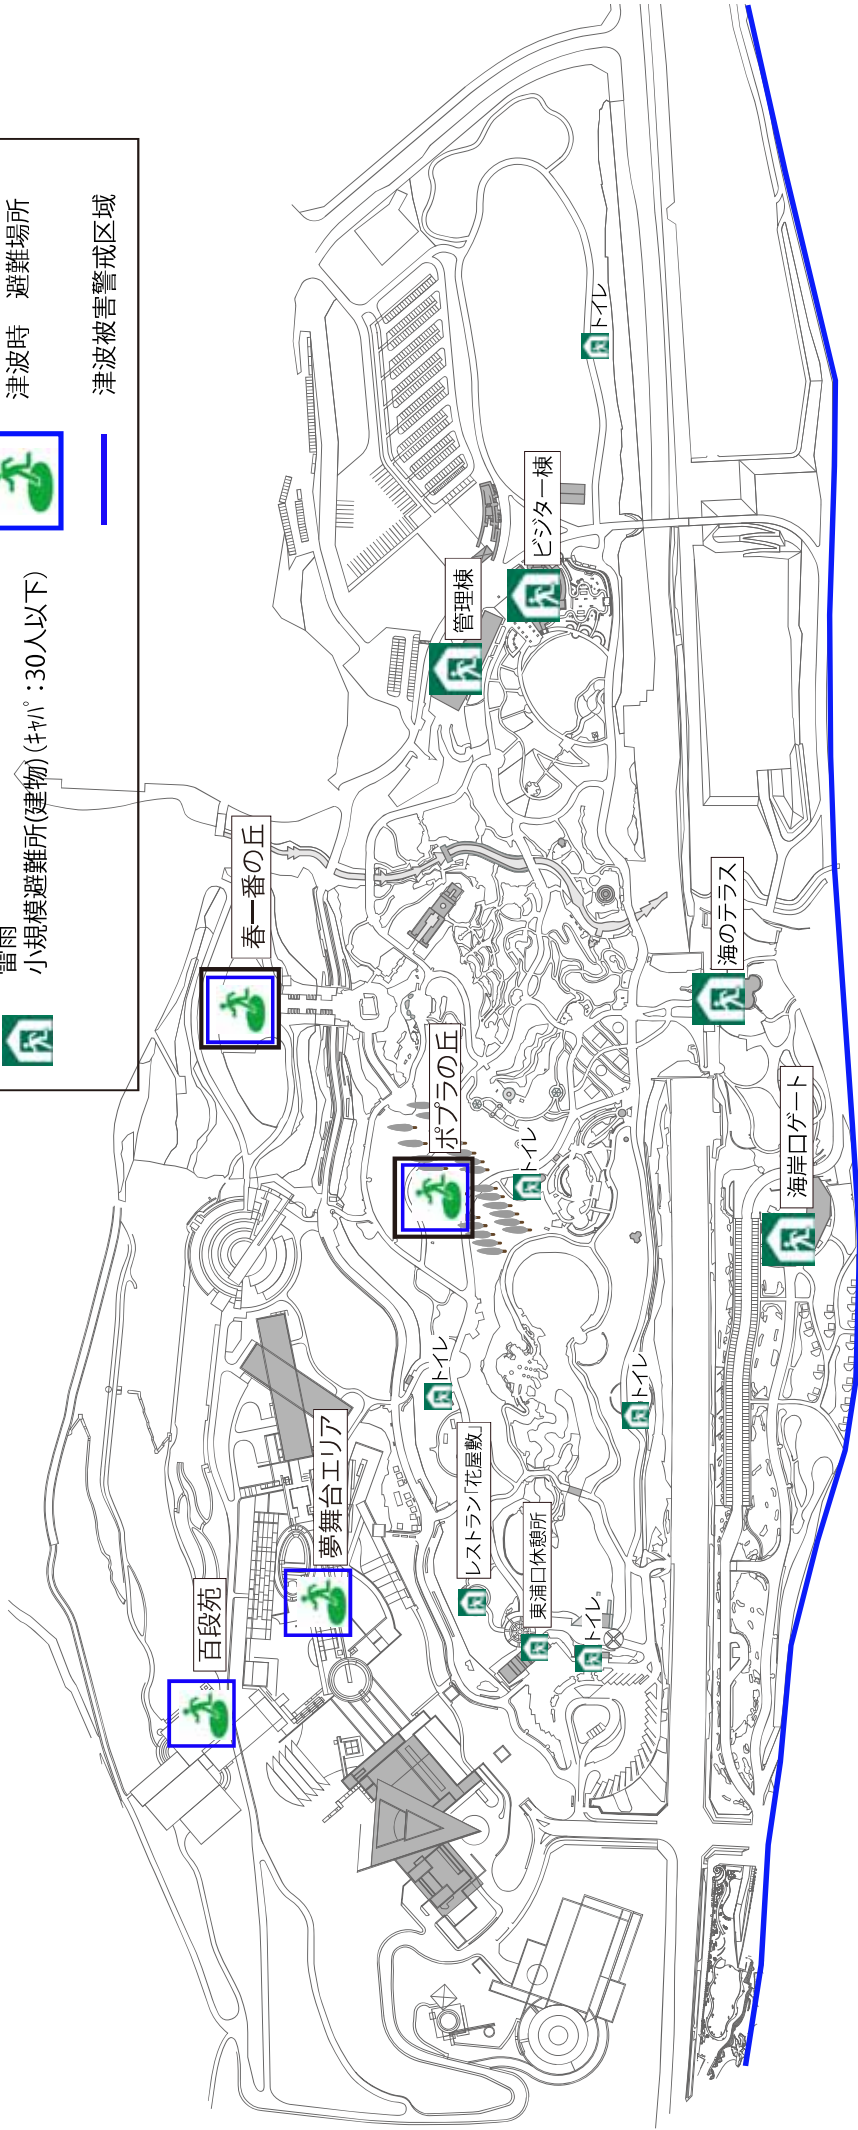 津波時 避難場所
津波被害警戒区域
雷雨
小規模避難所(建物)(ｷｬﾊﾟ:30人以下)
百段苑
夢舞台エリア
春一番の丘
ポプラの丘
管理棟
ビジター棟
トイレ
トイレ
トイレ
レストラン「花屋敷」
東浦口休憩所
トイレ
トイレ
海のテラス
海岸口ゲート